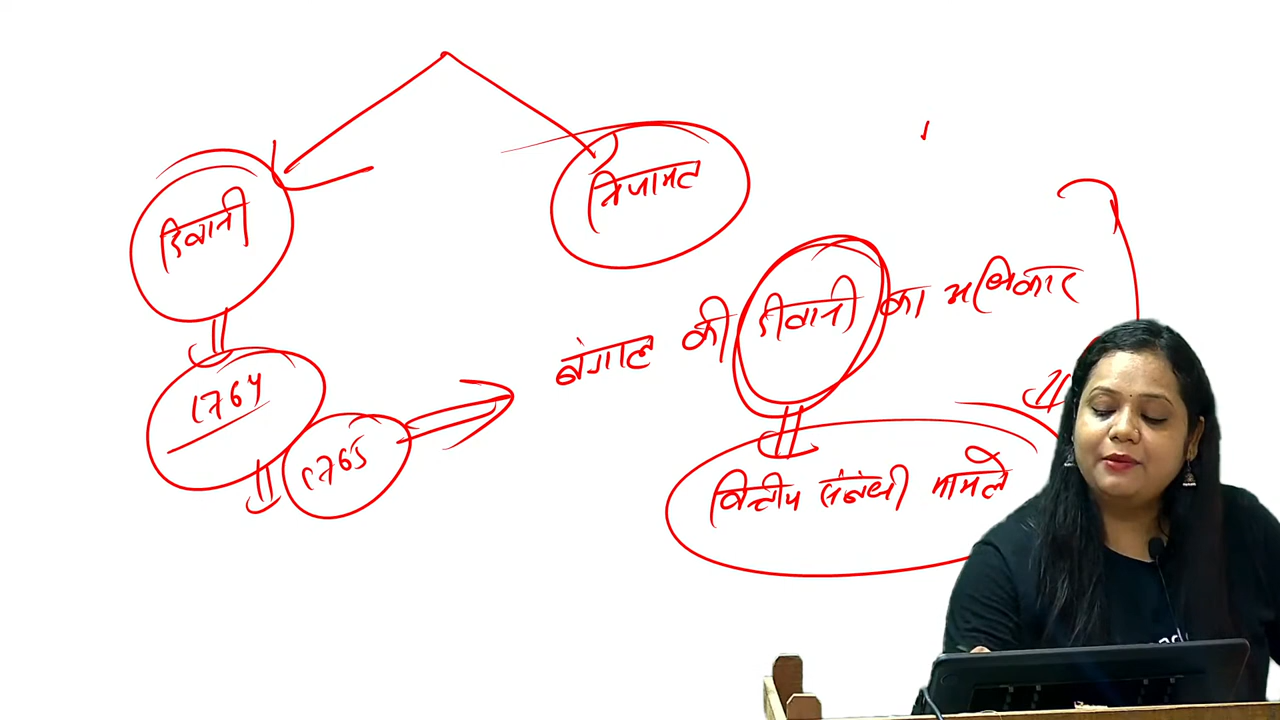 दिवानी
निजामत
बंगाल की दीवानी का अधिकार
1764
1765
वित्तीय संबंधी मामले